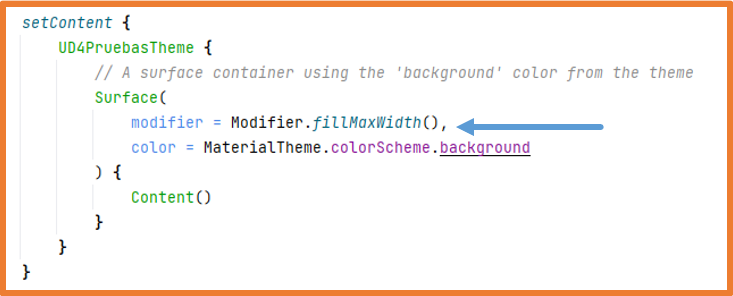 setContent {
UD4PruebasTheme {
// A surface container using the 'background' color from the theme
Surface(
modifier = Modifier.fillMaxWidth(),
color = MaterialTheme.colorScheme.background
) {
Content()
}
}
}